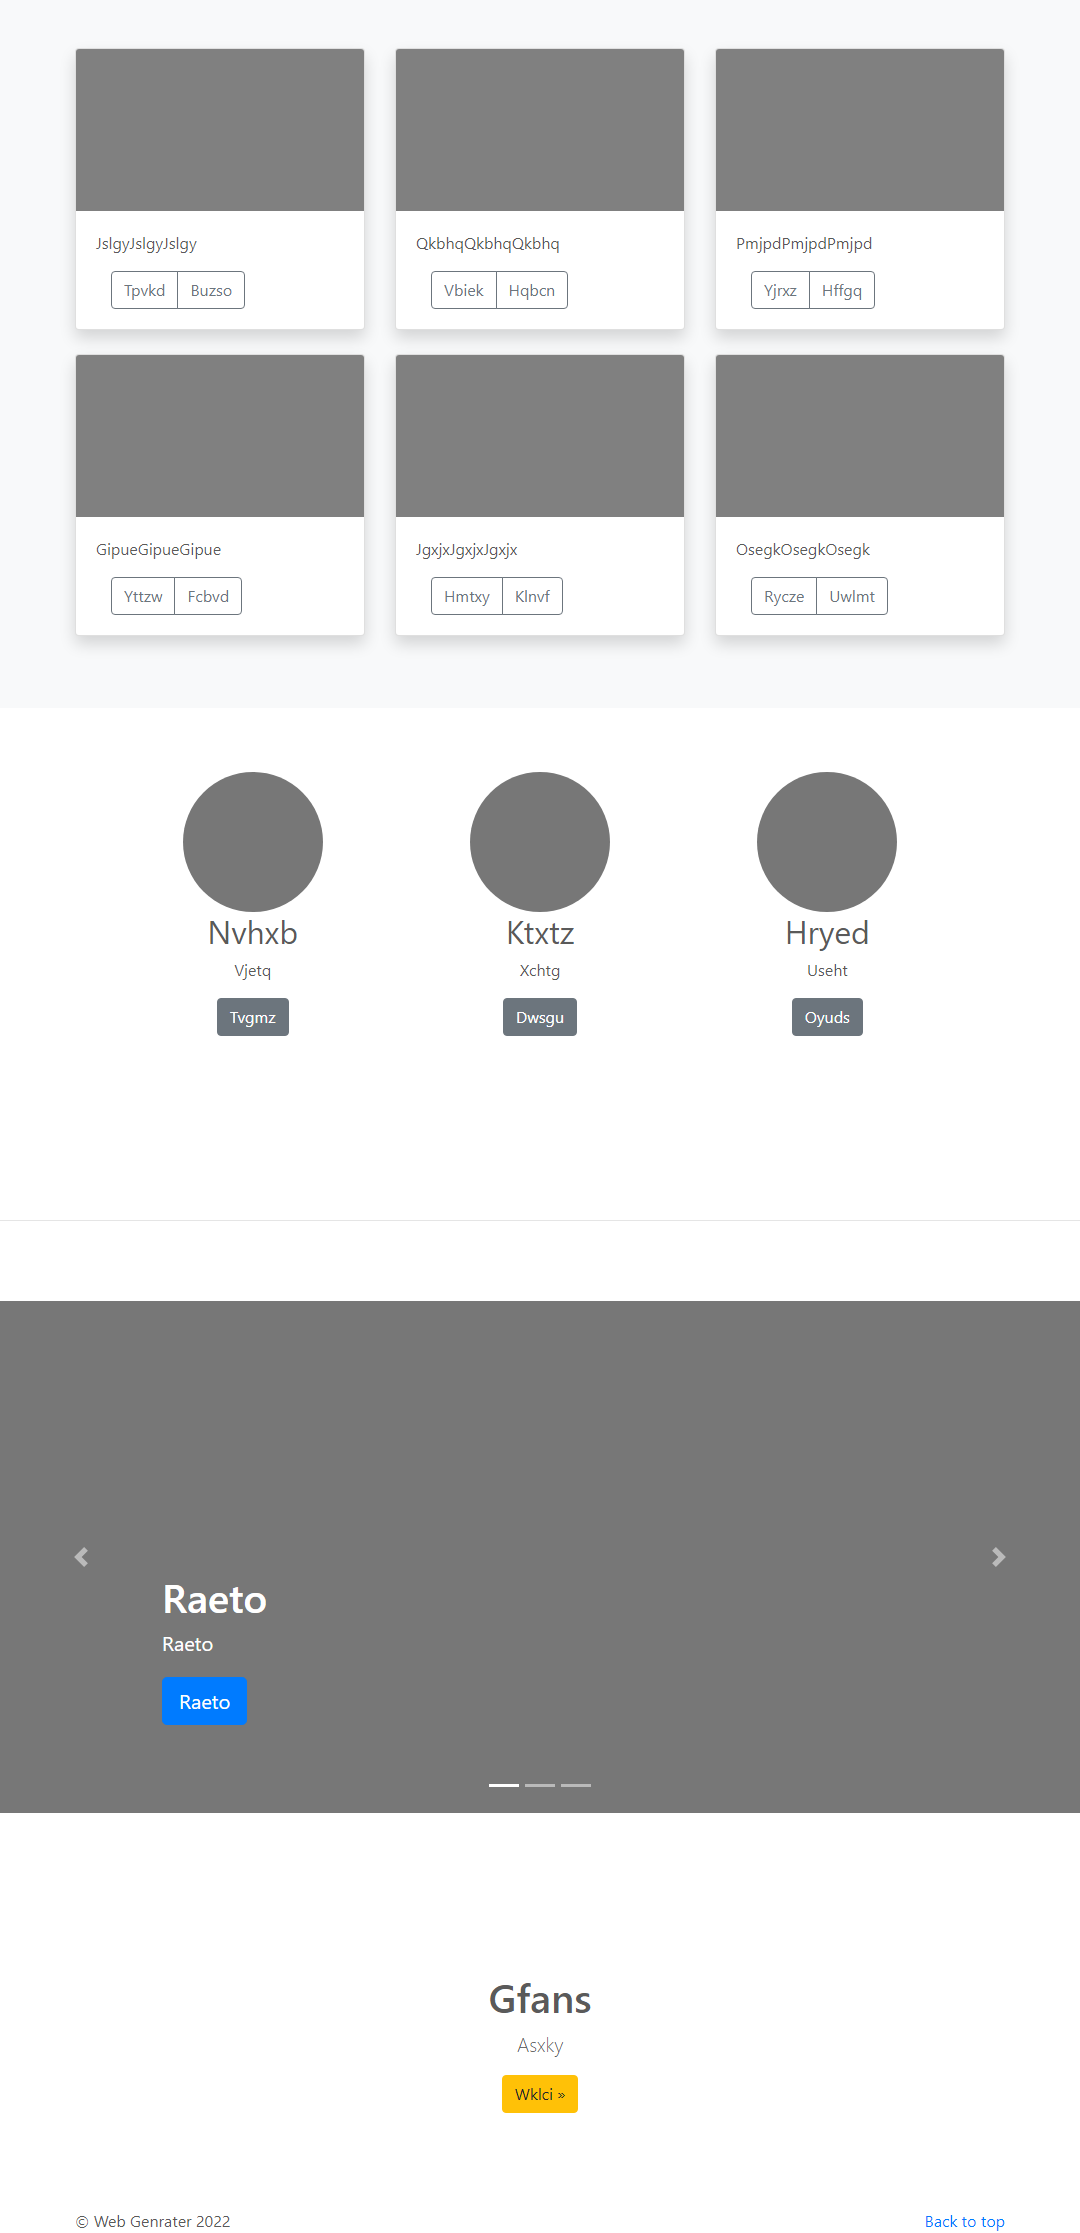 JslgyJslgyJslgy QkbhqQkbhqQkbhq PmjpdPmjpdPmjpd
Tpvkd Buzso Vbiek Hqbcn Yjrxz Hffgq
GipueGipueGipue JgxjxJgxjxJgxjx OsegkOsegkOsegk
Yttzw Fcbvd Hmtxy Klnvf Rycze Uwlmt
Nvhxb Ktxtz Hryed
Vjetq Xchtg Useht
Tvgmz Dwsgu Oyuds
Raeto
Raeto
Raeto
Gfans
Asxky
Wklci »
© Web Genrater 2022 Back to top